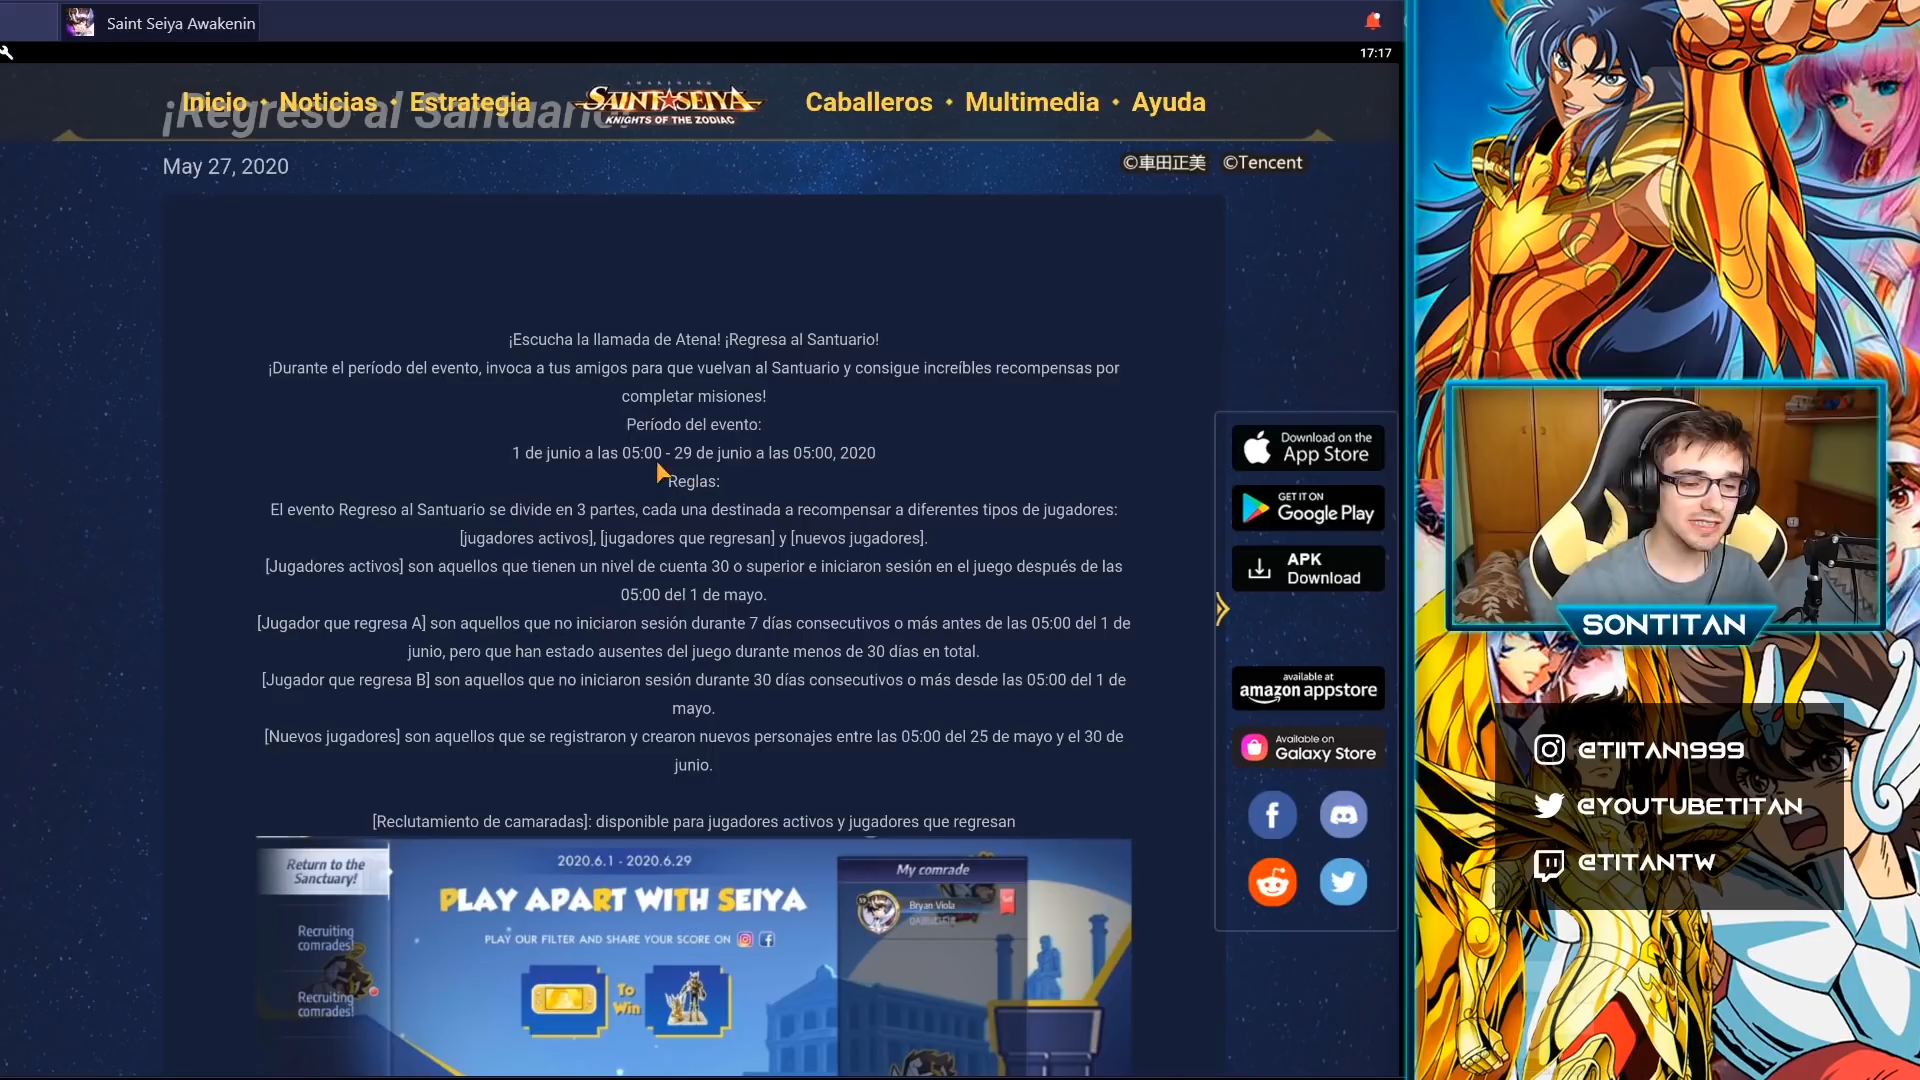 Saint Seiya Awakenin
17:17
Inicio · Noticias · Estrategia
AWAKENING
SAINT SEIYA
KNIGHTS OF THE ZODIAC
Caballeros · Multimedia · Ayuda
¡Regreso al Santuario!
May 27, 2020
©車田正美 ©Tencent
¡Escucha la llamada de Atena! ¡Regresa al Santuario!
¡Durante el período del evento, invoca a tus amigos para que vuelvan al Santuario y consigue increíbles recompensas por
completar misiones!
Período del evento:
1 de junio a las 05:00 - 29 de junio a las 05:00, 2020
Reglas:
El evento Regreso al Santuario se divide en 3 partes, cada una destinada a recompensar a diferentes tipos de jugadores:
[jugadores activos], [jugadores que regresan] y [nuevos jugadores].
[Jugadores activos] son aquellos que tienen un nivel de cuenta 30 o superior e iniciaron sesión en el juego después de las
05:00 del 1 de mayo.
[Jugador que regresa A] son aquellos que no iniciaron sesión durante 7 días consecutivos o más antes de las 05:00 del 1 de
junio, pero que han estado ausentes del juego durante menos de 30 días en total.
[Jugador que regresa B] son aquellos que no iniciaron sesión durante 30 días consecutivos o más desde las 05:00 del 1 de
mayo.
[Nuevos jugadores] son aquellos que se registraron y crearon nuevos personajes entre las 05:00 del 25 de mayo y el 30 de
junio.
[Reclutamiento de camaradas]: disponible para jugadores activos y jugadores que regresan
Return to the
Sanctuary!
Recruiting
comrades!
Recruiting
comrades!
2020.6.1 - 2020.6.29
PLAY APART WITH SEIYA
PLAY OUR FILTER AND SHARE YOUR SCORE ON
To
Win
My comrade
Bryan Viola
Download on the
App Store
GET IT ON
Google Play
APK
Download
available at
amazon appstore
Available on
Galaxy Store
SONTITAN
@TIITAN1999
@YOUTUBETITAN
@TITANTW